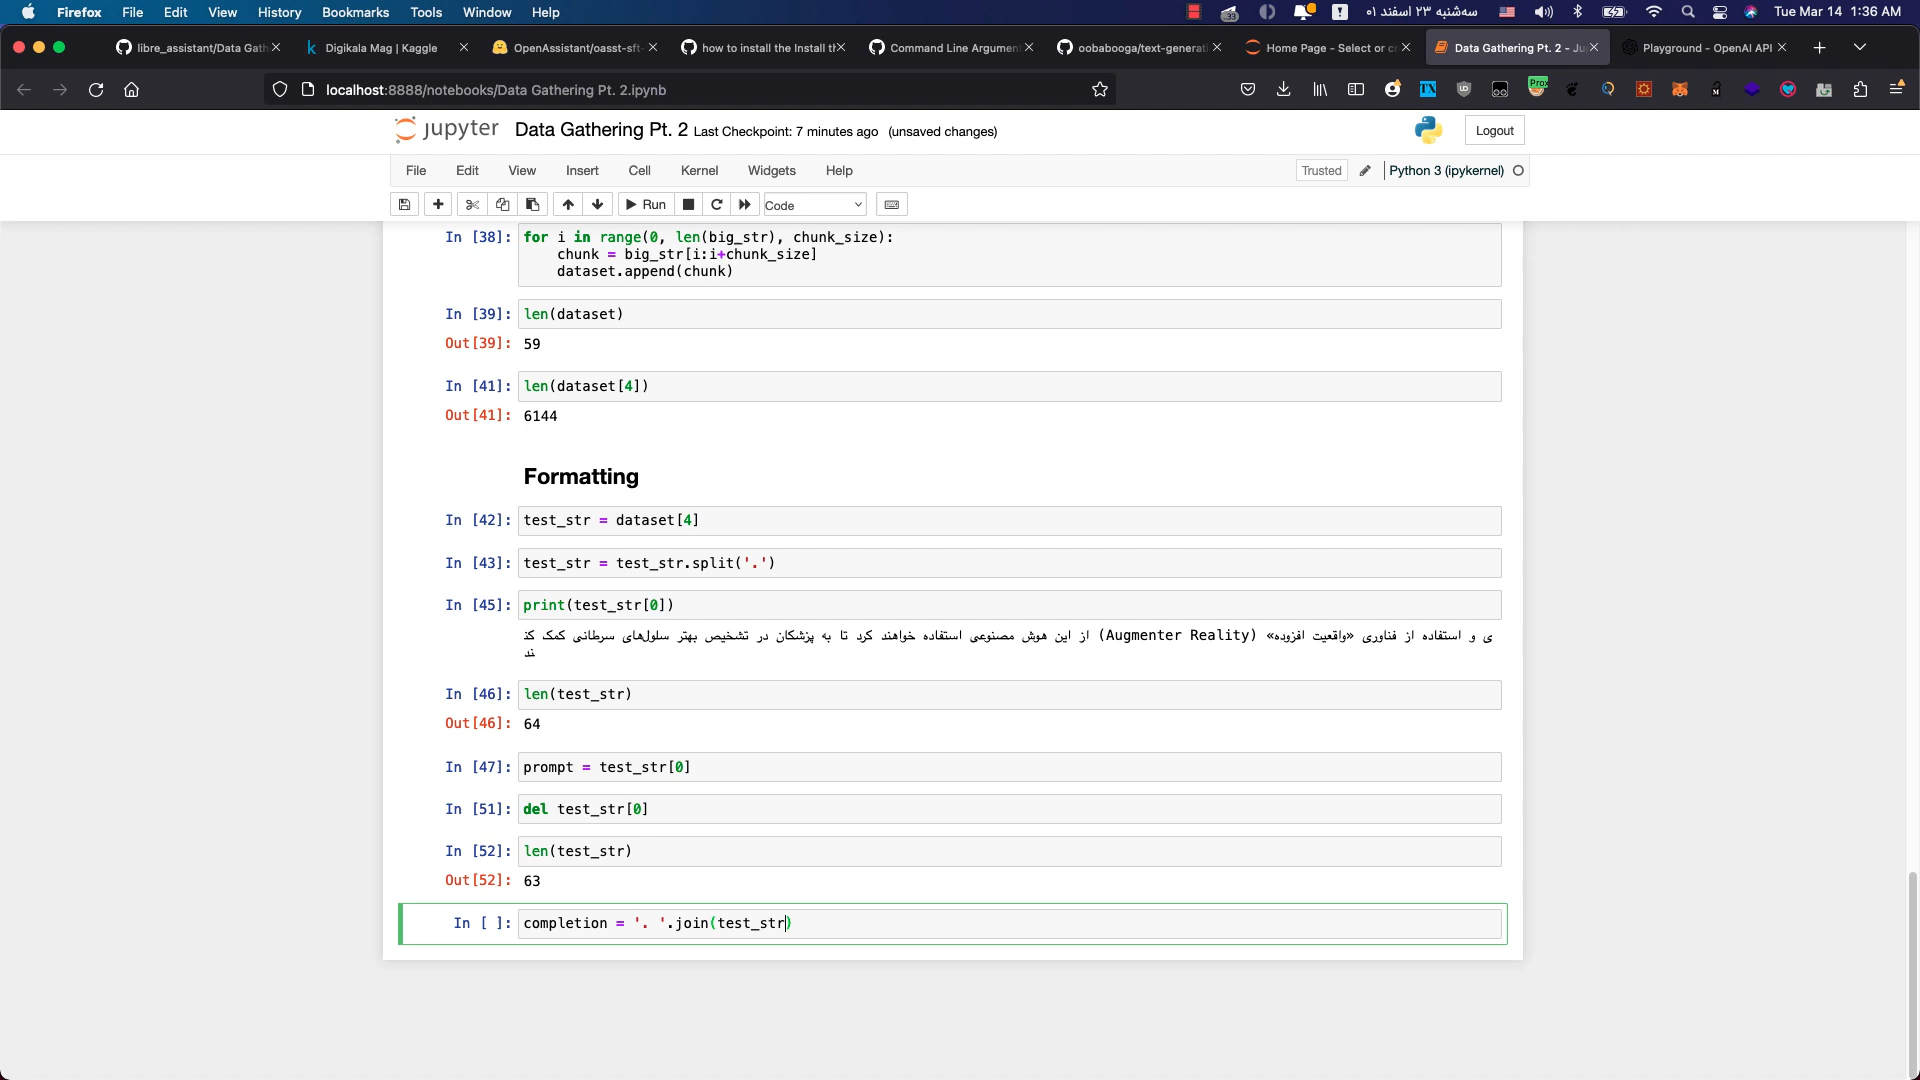 Firefox File Edit View History Bookmarks Tools Window Help
سه‌شنبه ۲۳ اسفند ۰۱
Tue Mar 14 1:36 AM
libre_assistant/Data Gath
Digikala Mag | Kaggle
OpenAssistant/oasst-sft-
how to install the Install th
Command Line Argumen
oobabooga/text-generati
Home Page - Select or cr
Data Gathering Pt. 2 - Ju
Playground - OpenAI API
localhost:8888/notebooks/Data Gathering Pt. 2.ipynb
jupyter Data Gathering Pt. 2 Last Checkpoint: 7 minutes ago (unsaved changes)
Logout
File Edit View Insert Cell Kernel Widgets Help
Trusted
Python 3 (ipykernel)
Run
Code
In [38]: for i in range(0, len(big_str), chunk_size):
chunk = big_str[i:i+chunk_size]
dataset.append(chunk)
In [39]: len(dataset)
Out[39]: 59
In [41]: len(dataset[4])
Out[41]: 6144
Formatting
In [42]: test_str = dataset[4]
In [43]: test_str = test_str.split('.')
In [45]: print(test_str[0])
ی و استفاده از فناوری «واقعیت افزوده» (Augmenter Reality) از این هوش مصنوعی استفاده خواهند کرد تا به پزشکان در تشخیص بهتر سلول‌های سرطانی کمک کن
ند
In [46]: len(test_str)
Out[46]: 64
In [47]: prompt = test_str[0]
In [51]: del test_str[0]
In [52]: len(test_str)
Out[52]: 63
In [ ]: completion = '. '.join(test_str)